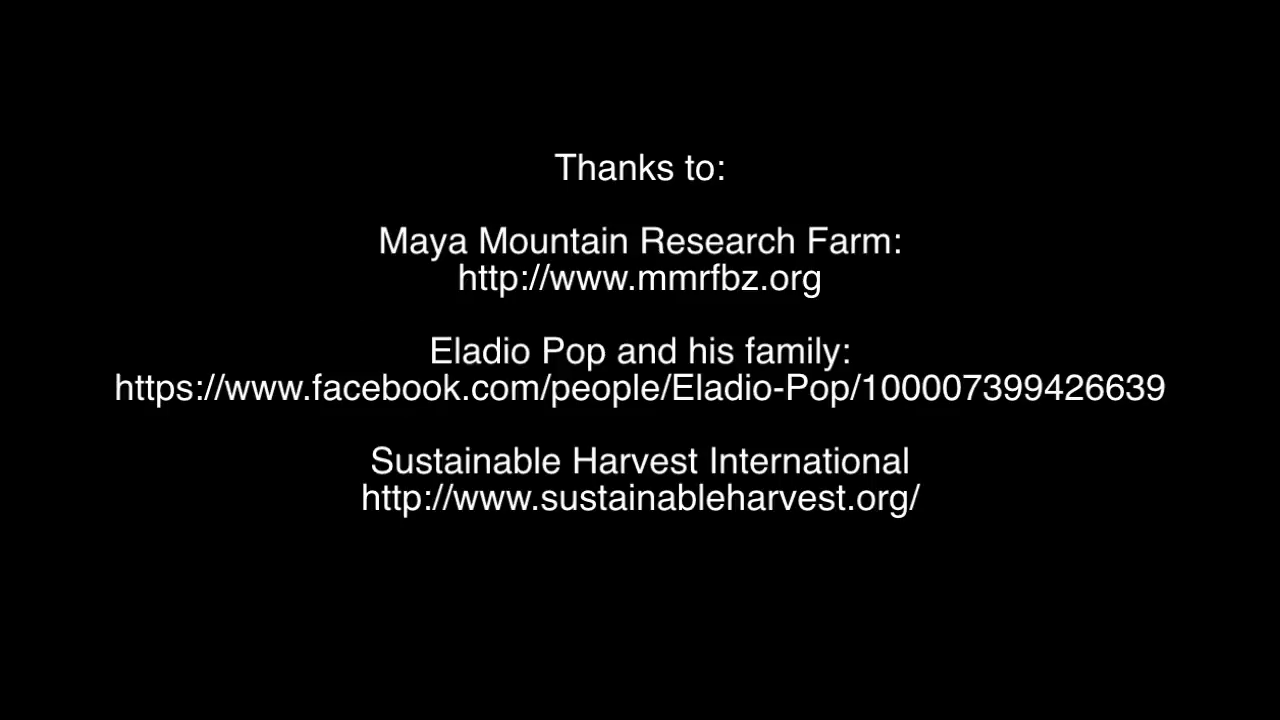 Thanks to:
Maya Mountain Research Farm:
http://www.mmrfbz.org
Eladio Pop and his family:
https://www.facebook.com/people/Eladio-Pop/100007399426639
Sustainable Harvest International
http://www.sustainableharvest.org/